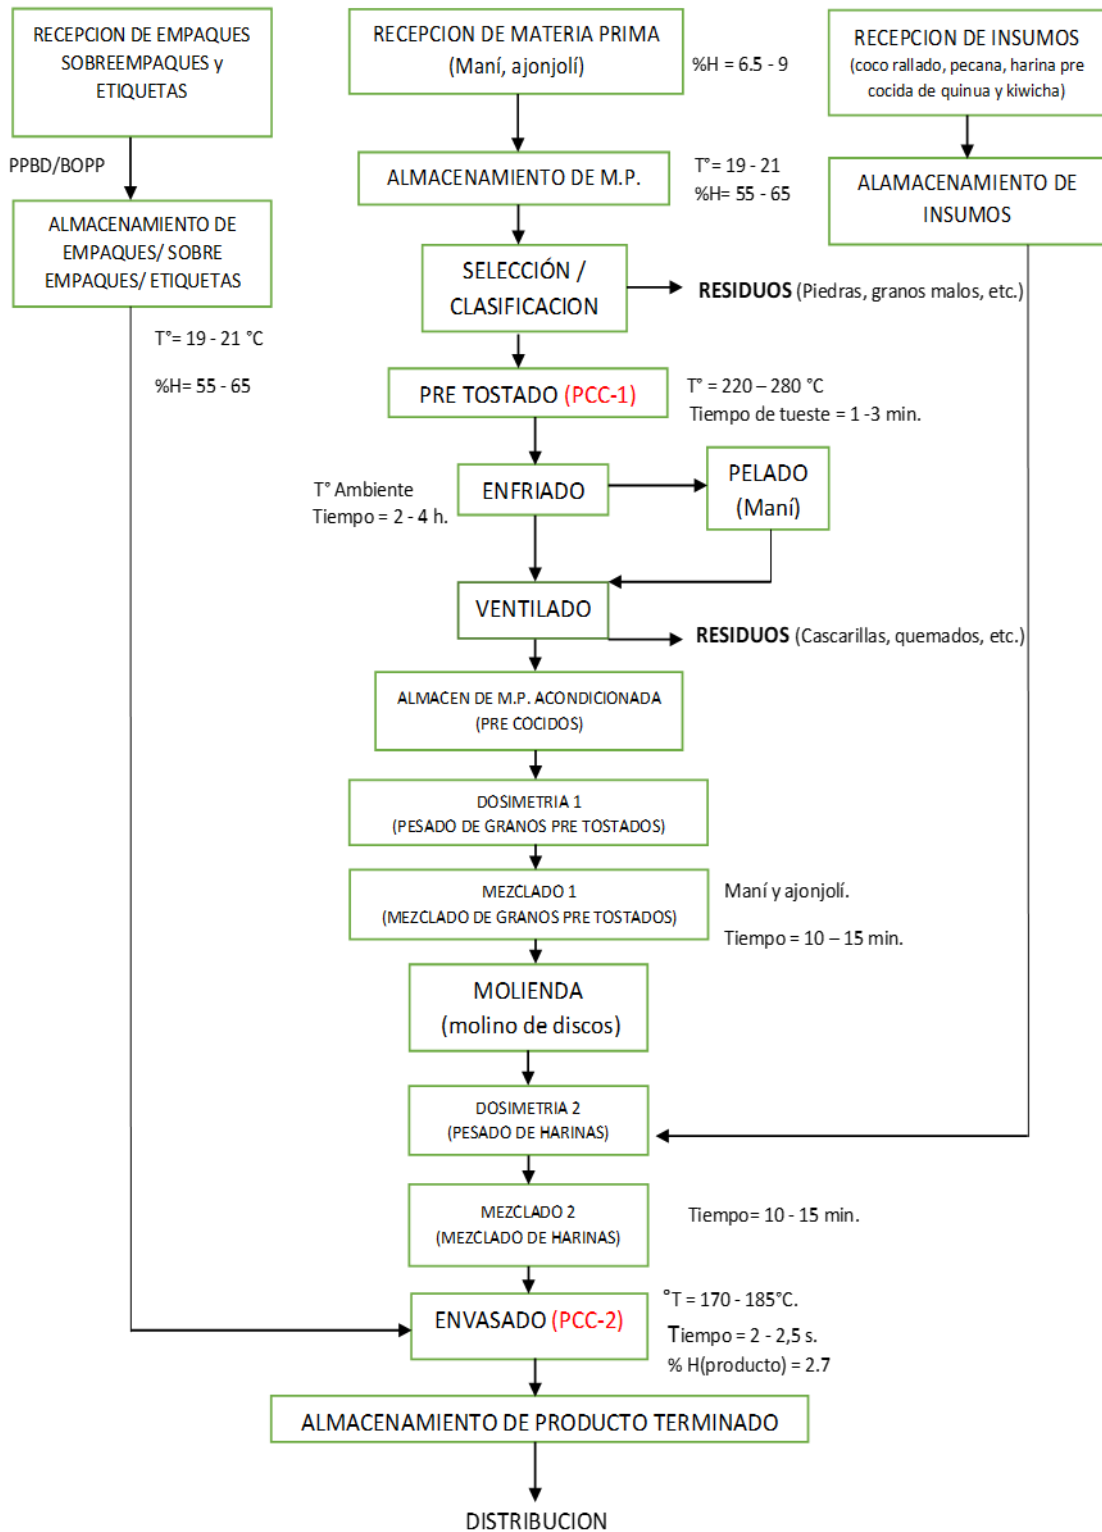 RECEPCION DE EMPAQUES
SOBREEMPAQUES y
ETIQUETAS
RECEPCION DE MATERIA PRIMA
(Maní, ajonjolí)
%H = 6.5 - 9
RECEPCION DE INSUMOS
(coco rallado, pecana, harina pre
cocida de quinua y kiwicha)
PPBD/BOPP
ALMACENAMIENTO DE M.P.
T°= 19 - 21
%H= 55 - 65
ALAMACENAMIENTO DE
INSUMOS
ALMACENAMIENTO DE
EMPAQUES/ SOBRE
EMPAQUES/ ETIQUETAS
T°= 19 - 21 °C
%H= 55 - 65
SELECCIÓN /
CLASIFICACION
RESIDUOS (Piedras, granos malos, etc.)
PRE TOSTADO (PCC-1)
T° = 220 – 280 °C
Tiempo de tueste = 1 -3 min.
T° Ambiente
Tiempo = 2 - 4 h.
ENFRIADO
PELADO
(Maní)
VENTILADO
RESIDUOS (Cascarillas, quemados, etc.)
ALMACEN DE M.P. ACONDICIONADA
(PRE COCIDOS)
DOSIMETRIA 1
(PESADO DE GRANOS PRE TOSTADOS)
MEZCLADO 1
(MEZCLADO DE GRANOS PRE TOSTADOS)
Maní y ajonjolí.
Tiempo = 10 – 15 min.
MOLIENDA
(molino de discos)
DOSIMETRIA 2
(PESADO DE HARINAS)
MEZCLADO 2
(MEZCLADO DE HARINAS)
Tiempo= 10 - 15 min.
ENVASADO (PCC-2)
°T = 170 - 185°C.
Tiempo = 2 - 2,5 s.
% H(producto) = 2.7
ALMACENAMIENTO DE PRODUCTO TERMINADO
DISTRIBUCION